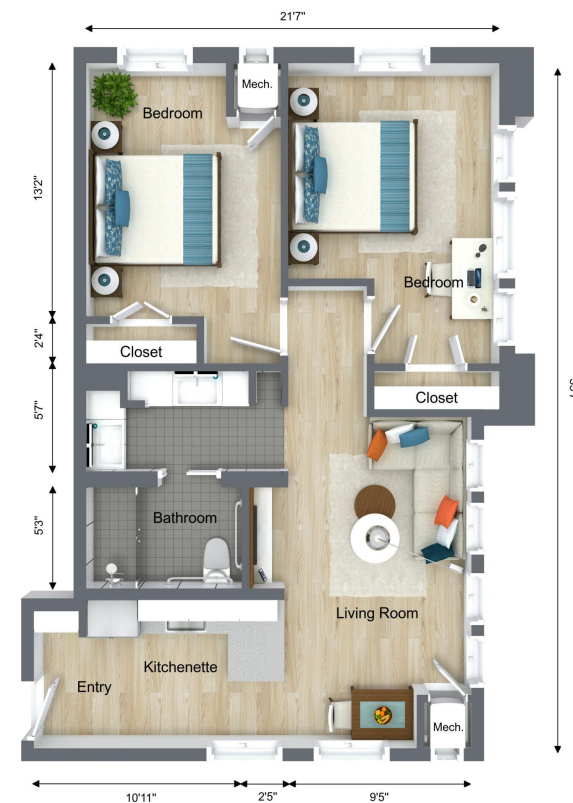 21'7"
Mech.
Bedroom
13'2"
Bedroom
2'4"
Closet
Closet
5'7"
5'3"
Bathroom
Living Room
Kitchenette
Entry
Mech.
10'11"
2'5"
9'5"